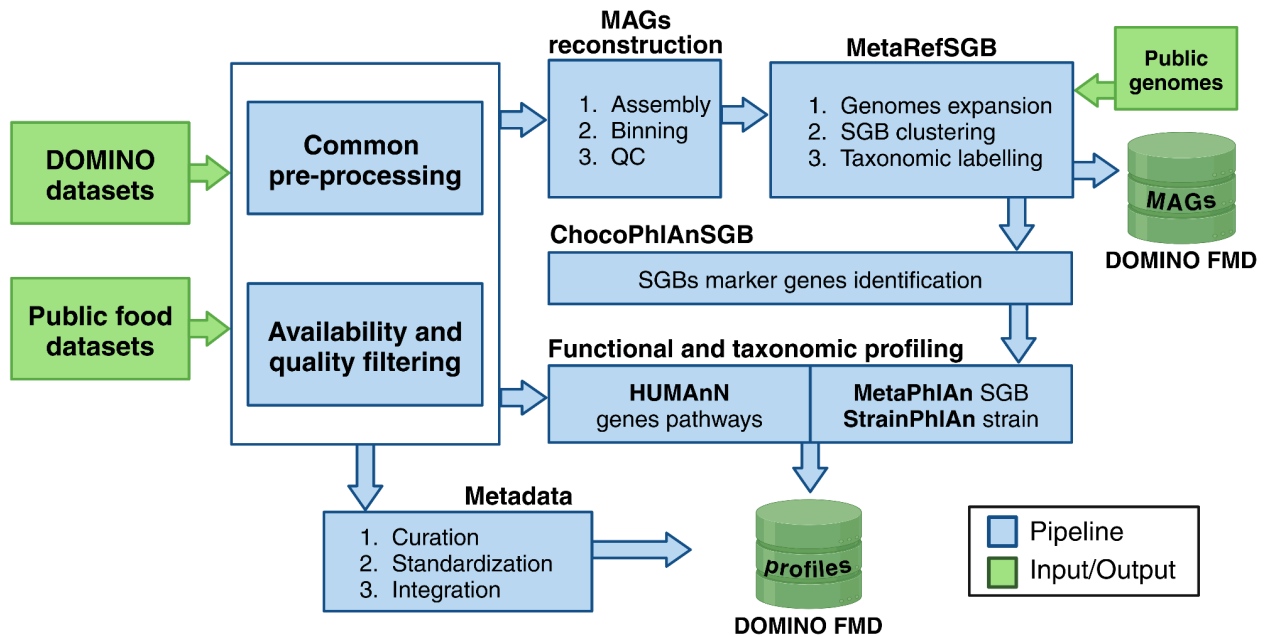 MAGs
reconstruction
1. Assembly
2. Binning
3. QC
MetaRefSGB
1. Genomes expansion
2. SGB clustering
3. Taxonomic labelling
Public
genomes
DOMINO
datasets
Common
pre-processing
MAGs
DOMINO FMD
ChocoPhlAnSGB
SGBs marker genes identification
Public food
datasets
Availability and
quality filtering
Functional and taxonomic profiling
HUMAnN
genes pathways
MetaPhlAn SGB
StrainPhlAn strain
Metadata
1. Curation
2. Standardization
3. Integration
profiles
DOMINO FMD
Pipeline
Input/Output